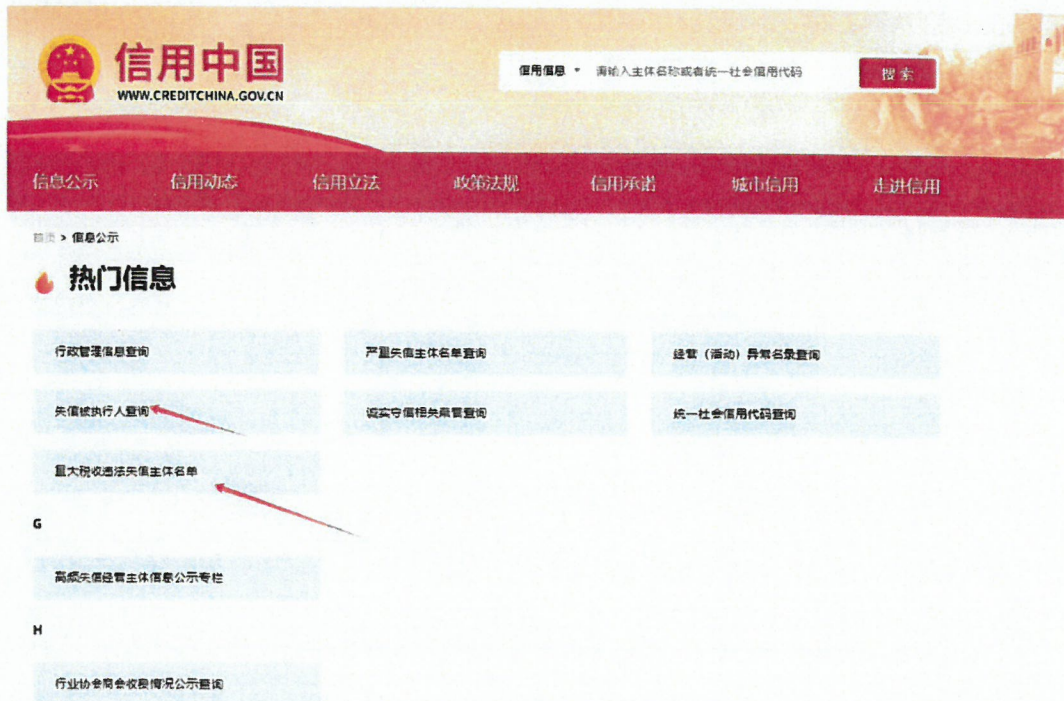 信用中国
WWW.CREDITCHINA.GOV.CN
信用信息 请输入主体名称或者统一社会信用代码 搜索
信息公示 信用动态 信用立法 政策法规 信用承诺 城市信用 走进信用
首页 > 信息公示
热门信息
行政管理信息查询 严重失信主体名单查询 经营（活动）异常名录查询
失信被执行人查询 诚实守信相关荣誉查询 统一社会信用代码查询
重大税收违法失信主体名单
G
高频失信经营主体信息公示专栏
H
行业协会商会收费情况公示查询